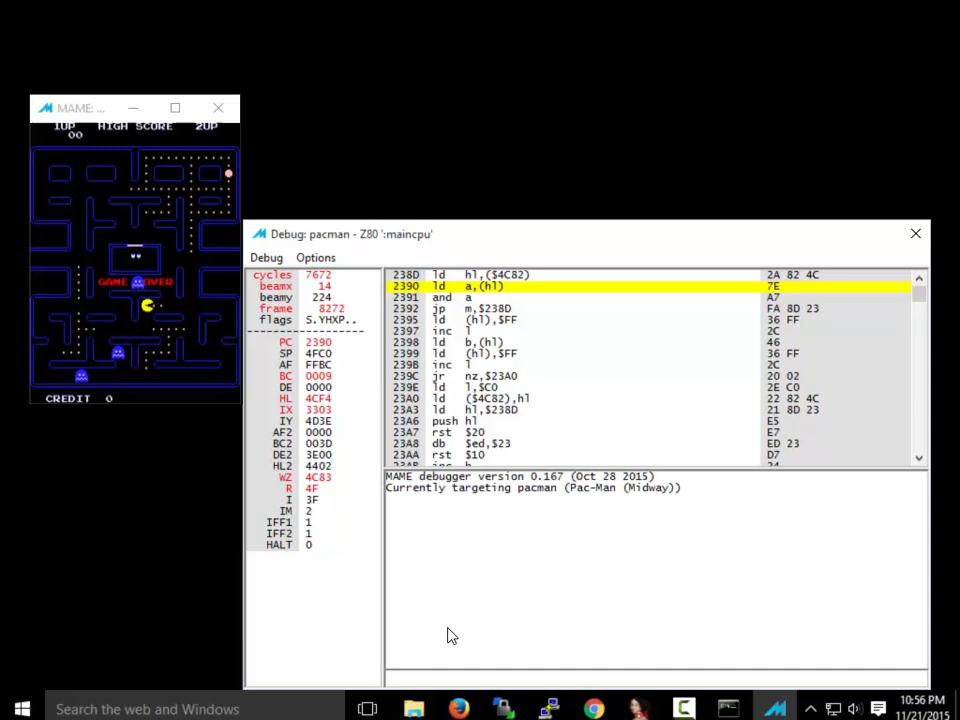 MAME: ...
1UP HIGH SCORE 2UP
00
GAME OVER
CREDIT 0
Debug: pacman - Z80 ':maincpu'
Debug Options
cycles 7672
beamx 14
beamy 224
frame 8272
flags S.YHXP..
PC 2390
SP 4FC0
AF FFBC
BC 0009
DE 0000
HL 4CF4
IX 3303
IY 4D3E
AF2 0000
BC2 003D
DE2 3E00
HL2 4402
WZ 4C83
R 4F
I 3F
IM 2
IFF1 1
IFF2 1
HALT 0
238D ld hl,($4C82) 2A 82 4C
2390 ld a,(hl) 7E
2391 and a A7
2392 jp m,$238D FA 8D 23
2395 ld (hl),$FF 36 FF
2397 inc l 2C
2398 ld b,(hl) 46
2399 ld (hl),$FF 36 FF
239B inc l 2C
239C jr nz,$23A0 20 02
239E ld l,$C0 2E C0
23A0 ld ($4C82),hl 22 82 4C
23A3 ld hl,$238D 21 8D 23
23A6 push hl E5
23A7 rst $20 E7
23A8 db $ed,$23 ED 23
23AA rst $10 D7
MAME debugger version 0.167 (Oct 28 2015)
Currently targeting pacman (Pac-Man (Midway))
Search the web and Windows
10:56 PM
11/21/2015